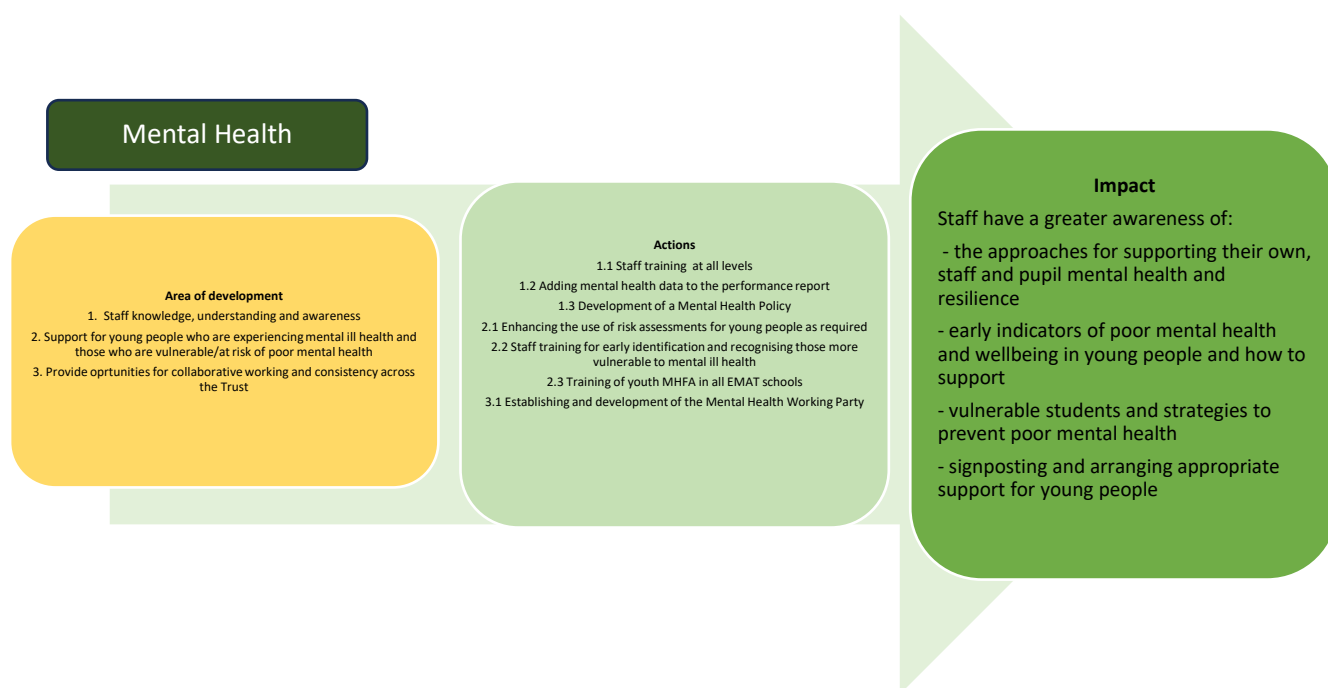 Mental Health
Area of development
1. Staff knowledge, understanding and awareness
2. Support for young people who are experiencing mental ill health and
those who are vulnerable/at risk of poor mental health
3. Provide oprtunities for collaborative working and consistency across
the Trust
Actions
1.1 Staff training at all levels
1.2 Adding mental health data to the performance report
1.3 Development of a Mental Health Policy
2.1 Enhancing the use of risk assessments for young people as required
2.2 Staff training for early identification and recognising those more
vulnerable to mental ill health
2.3 Training of youth MHFA in all EMAT schools
3.1 Establishing and development of the Mental Health Working Party
Impact
Staff have a greater awareness of:
- the approaches for supporting their own,
staff and pupil mental health and
resilience
- early indicators of poor mental health
and wellbeing in young people and how to
support
- vulnerable students and strategies to
prevent poor mental health
- signposting and arranging appropriate
support for young people